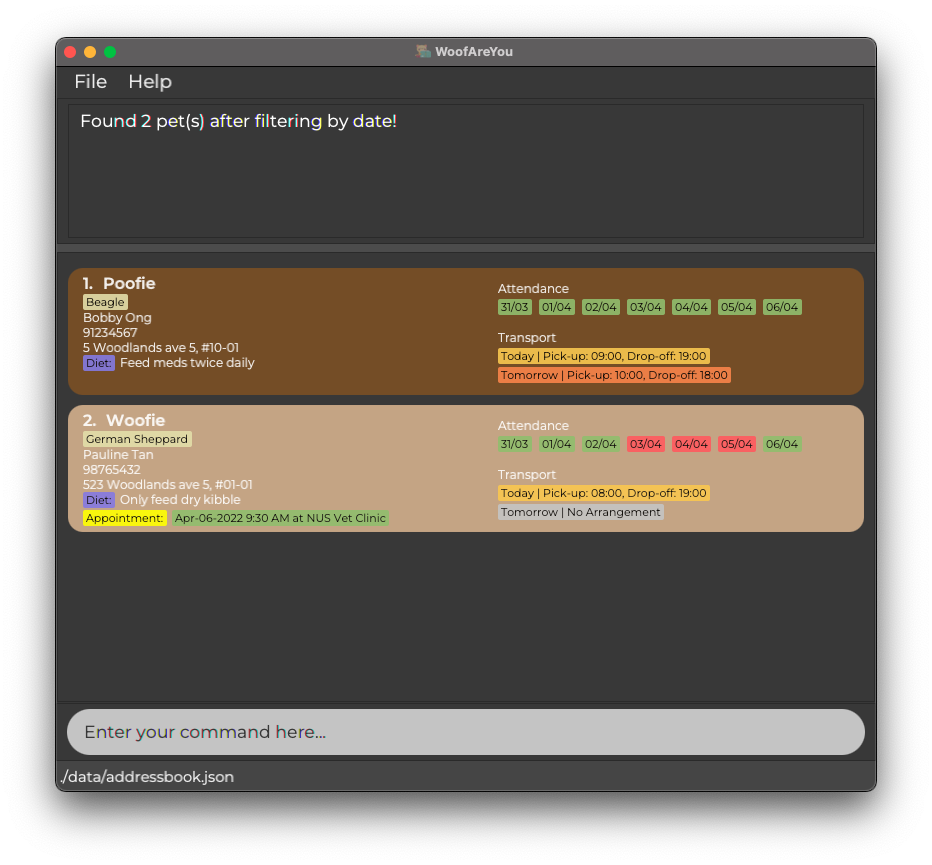 WoofAreYou
File Help
Found 2 pet(s) after filtering by date!
1. Poofie
Beagle
Bobby Ong
91234567
5 Woodlands ave 5, #10-01
Diet: Feed meds twice daily
Attendance
31/03 01/04 02/04 03/04 04/04 05/04 06/04
Transport
Today | Pick-up: 09:00, Drop-off: 19:00
Tomorrow | Pick-up: 10:00, Drop-off: 18:00
2. Woofie
German Sheppard
Pauline Tan
98765432
523 Woodlands ave 5, #01-01
Diet: Only feed dry kibble
Appointment: Apr-06-2022 9:30 AM at NUS Vet Clinic
Attendance
31/03 01/04 02/04 03/04 04/04 05/04 06/04
Transport
Today | Pick-up: 08:00, Drop-off: 19:00
Tomorrow | No Arrangement
Enter your command here...
./data/addressbook.json